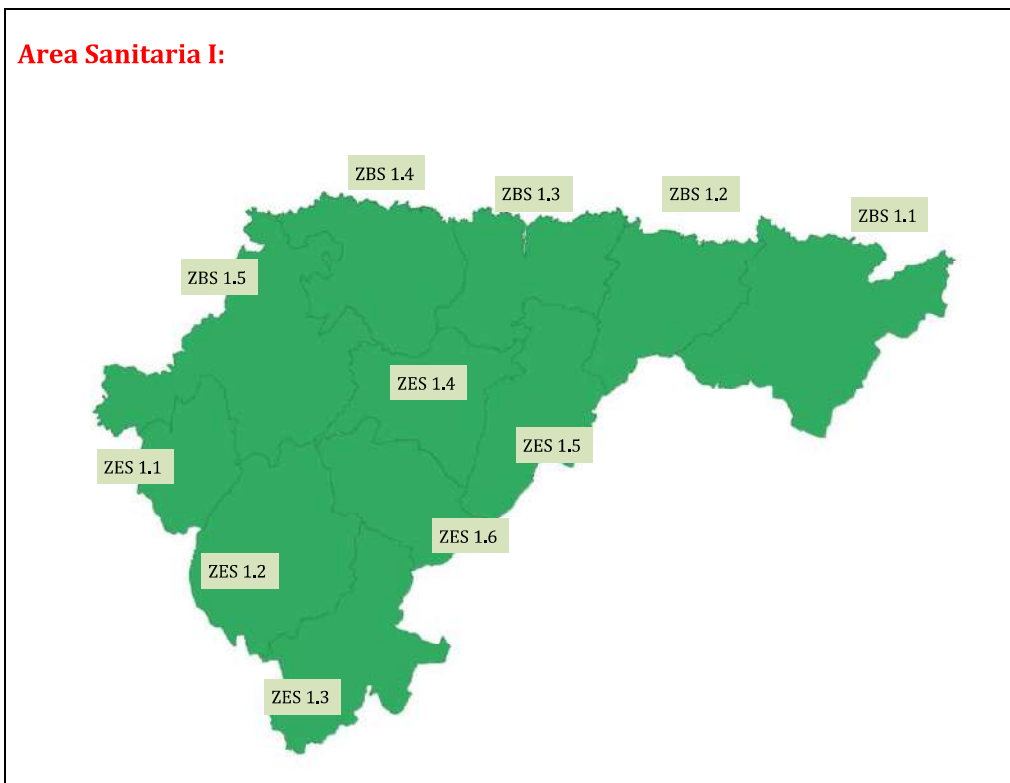 Area Sanitaria I:
ZBS 1.4
ZBS 1.3
ZBS 1.2
ZBS 1.1
ZBS 1.5
ZES 1.4
ZES 1.5
ZES 1.1
ZES 1.6
ZES 1.2
ZES 1.3